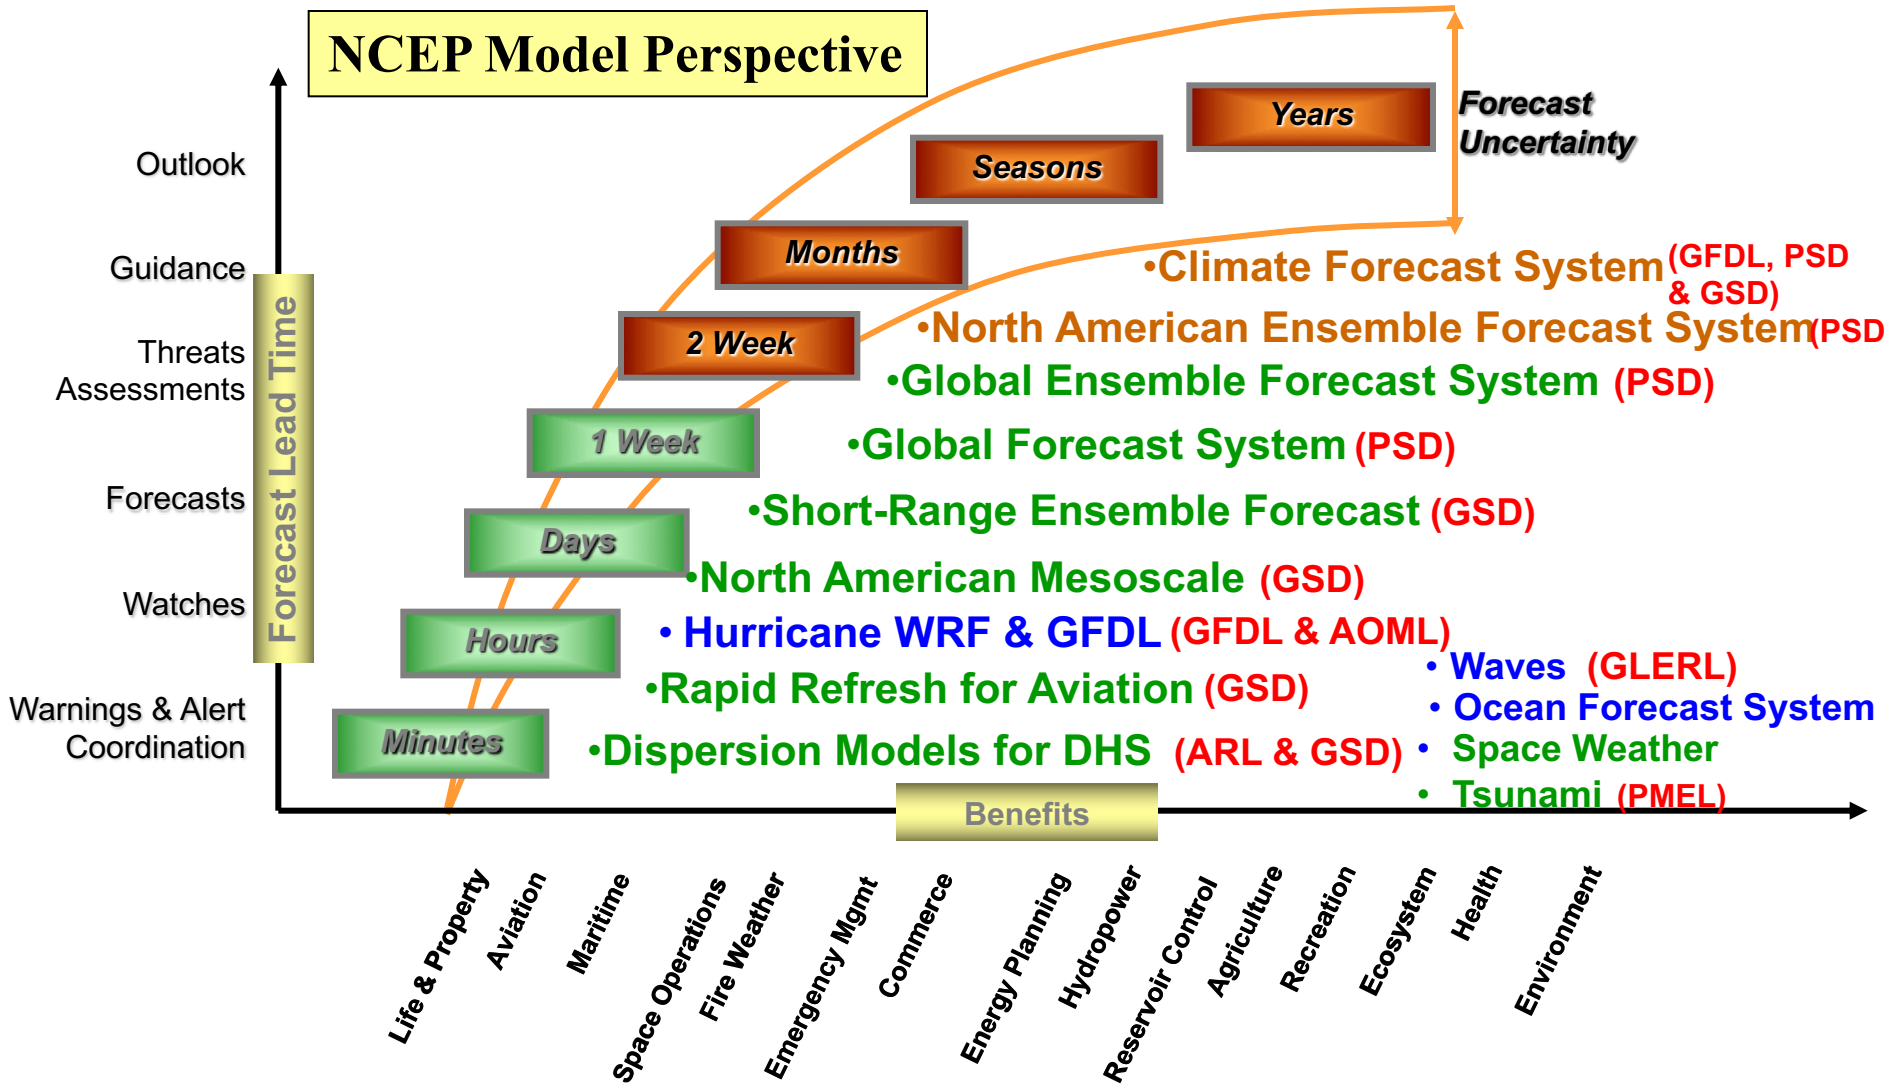 NCEP Model Perspective
Forecast
Uncertainty
Years
Seasons
Months
2 Week
1 Week
Days
Hours
Minutes
Outlook
Guidance
Threats
Assessments
Forecasts
Watches
Warnings & Alert
Coordination
Forecast Lead Time
•Climate Forecast System (GFDL, PSD
& GSD)
•North American Ensemble Forecast System (PSD
•Global Ensemble Forecast System (PSD)
•Global Forecast System (PSD)
•Short-Range Ensemble Forecast (GSD)
•North American Mesoscale (GSD)
• Hurricane WRF & GFDL (GFDL & AOML)
•Rapid Refresh for Aviation (GSD)
•Dispersion Models for DHS (ARL & GSD)
• Waves (GLERL)
• Ocean Forecast System
• Space Weather
• Tsunami (PMEL)
Benefits
Life & Property
Aviation
Maritime
Space Operations
Fire Weather
Emergency Mgmt
Commerce
Energy Planning
Hydropower
Reservoir Control
Agriculture
Recreation
Ecosystem
Health
Environment